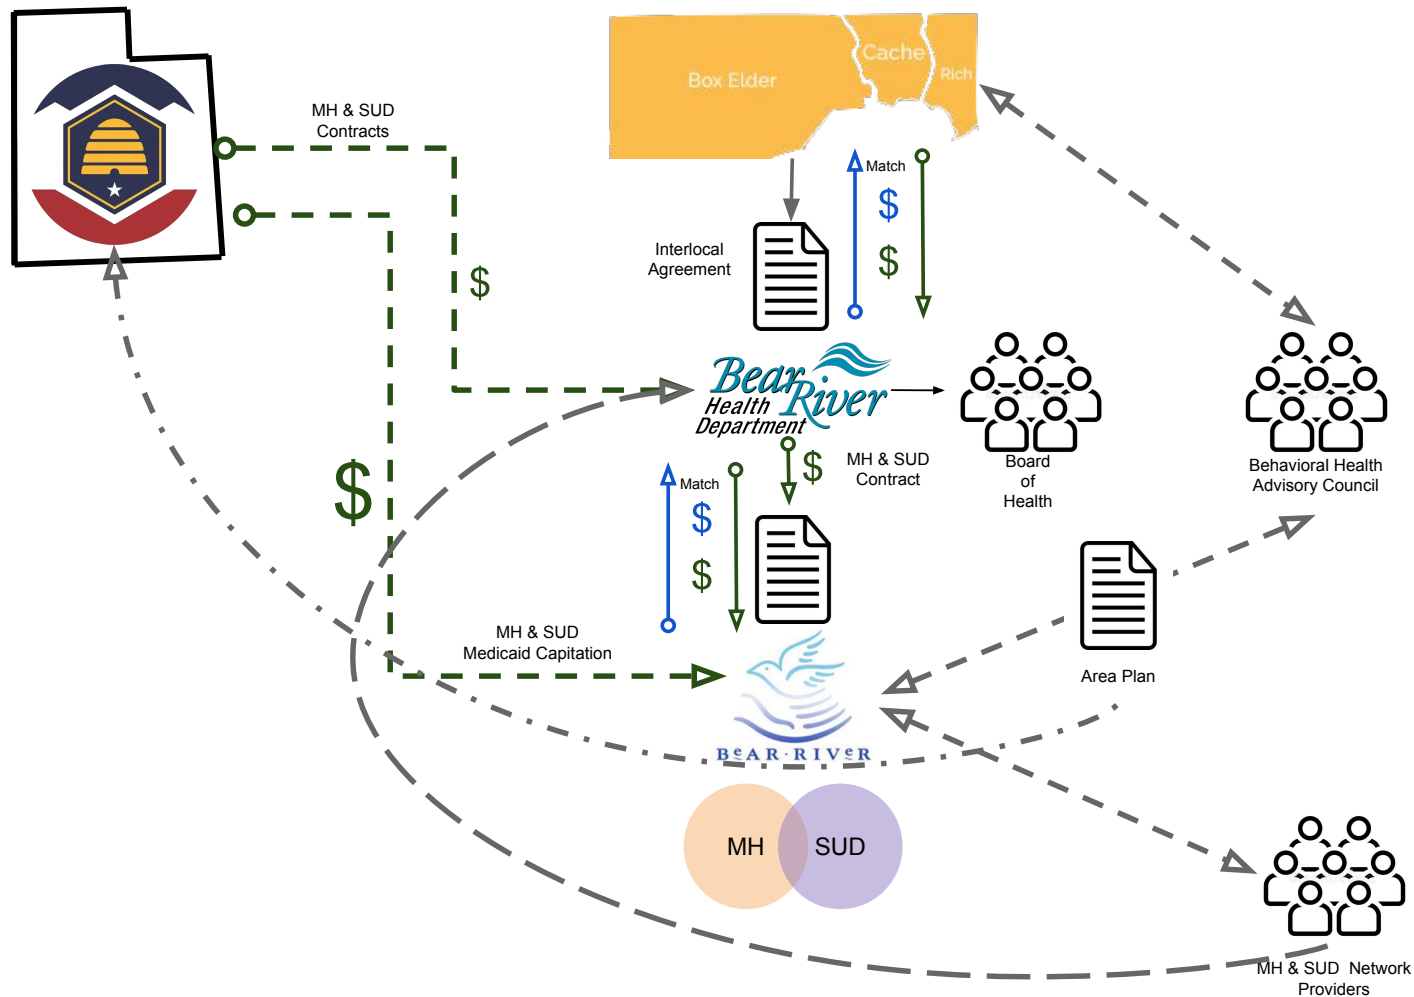 Box Elder
Cache
Rich
MH & SUD
Contracts
Match
$
$
Interlocal
Agreement
$
Bear
River
Health
Department
MH & SUD
Contract
$
Board
of
Health
Behavioral Health
Advisory Council
$
Match
$
$
MH & SUD
Medicaid Capitation
Area Plan
BeAR·RIVeR
MH
SUD
MH & SUD Network
Providers